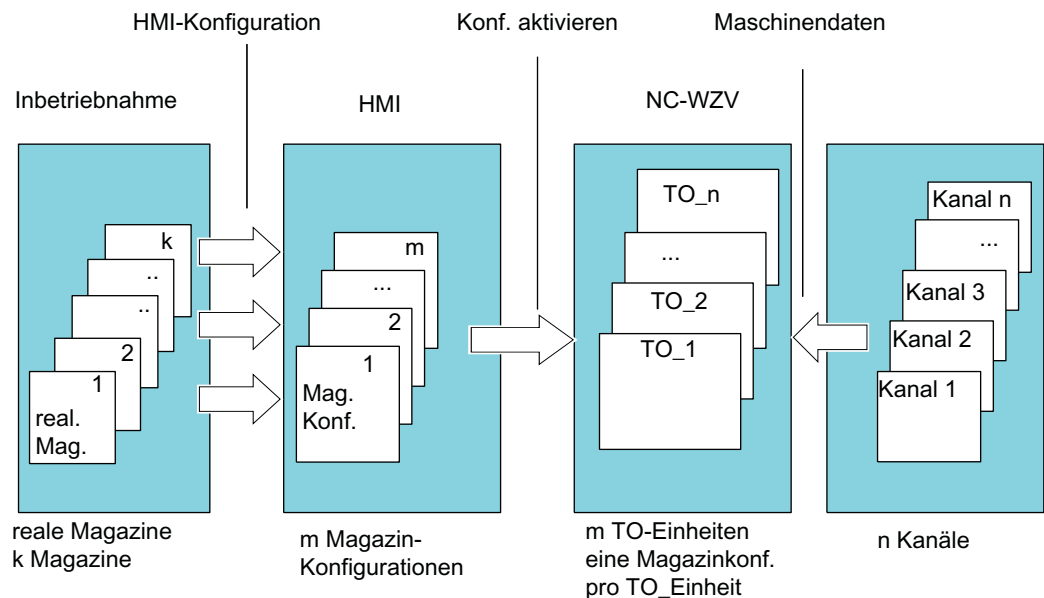 HMI-Konfiguration
Konf. aktivieren
Maschinendaten
Inbetriebnahme
HMI
NC-WZV
k
..
..
2
1
real.
Mag.
m
...
2
1
Mag.
Konf.
TO_n
...
TO_2
TO_1
Kanal n
...
Kanal 3
Kanal 2
Kanal 1
reale Magazine
k Magazine
m Magazin-
Konfigurationen
m TO-Einheiten
eine Magazinkonf.
pro TO_Einheit
n Kanäle